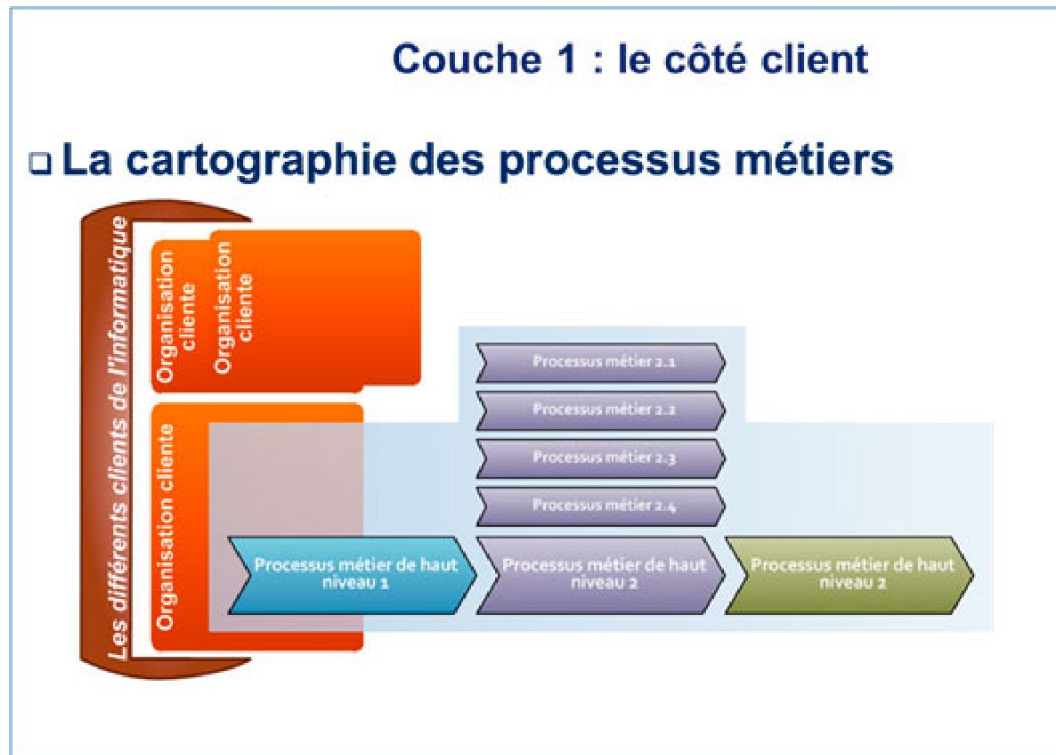 Couche 1 : le côté client
La cartographie des processus métiers
Les différents clients de l'informatique
Organisation
cliente
Organisation
cliente
Organisation cliente
Processus métier 2.1
Processus métier 2.2
Processus métier 2.3
Processus métier 2.4
Processus métier de haut
niveau 1
Processus métier de haut
niveau 2
Processus métier de haut
niveau 2